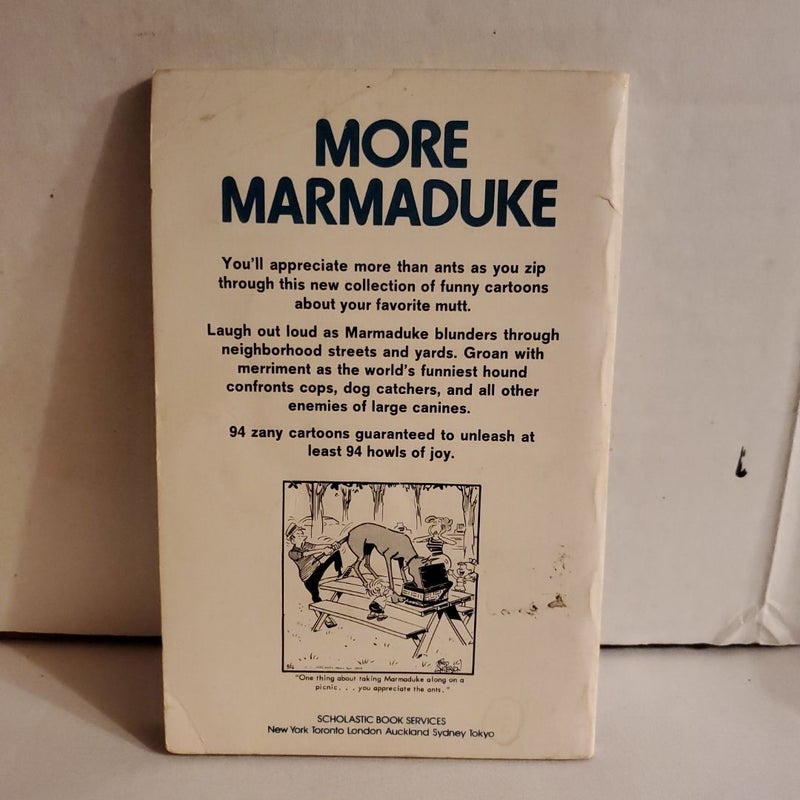 MORE
MARMADUKE
You'll appreciate more than ants as you zip
through this new collection of funny cartoons
about your favorite mutt.
Laugh out loud as Marmaduke blunders through
neighborhood streets and yards. Groan with
merriment as the world's funniest hound
confronts cops, dog catchers, and all other
enemies of large canines.
94 zany cartoons guaranteed to unleash at
least 94 howls of joy.
"One thing about taking Marmaduke along on a
picnic. . . you appreciate the ants."
SCHOLASTIC BOOK SERVICES
New York Toronto London Auckland Sydney Tokyo